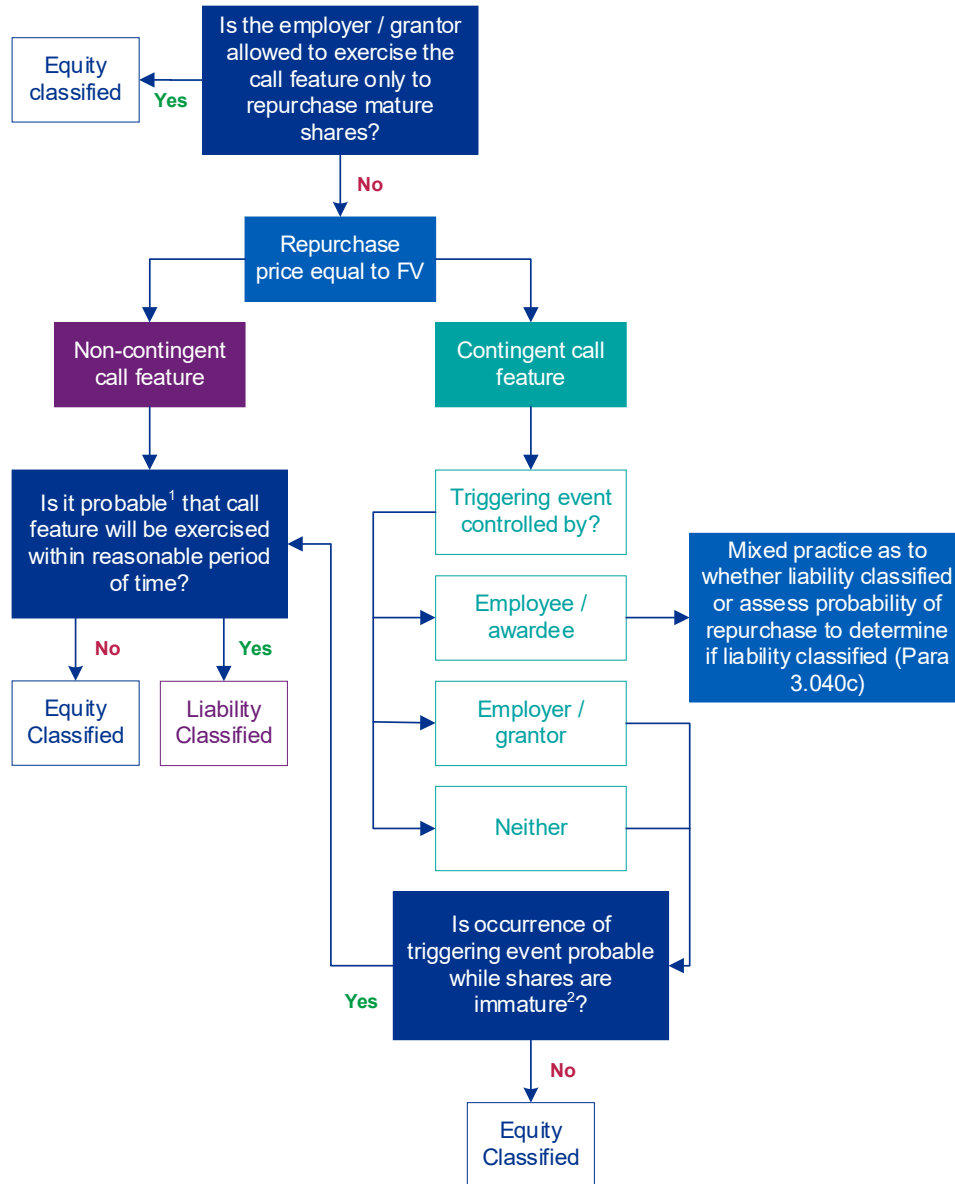 Is the employer / grantor
allowed to exercise the
call feature only to
repurchase mature
shares?
Equity
classified
Yes
No
Repurchase
price equal to FV
Non-contingent
call feature
Contingent call
feature
Is it probable¹ that call
feature will be exercised
within reasonable period
of time?
Triggering event
controlled by?
Mixed practice as to
whether liability classified
or assess probability of
repurchase to determine
if liability classified (Para
3.040c)
Employee /
awardee
No
Yes
Equity
Classified
Liability
Classified
Employer /
grantor
Neither
Is occurrence of
triggering event probable
while shares are
immature²?
Yes
No
Equity
Classified